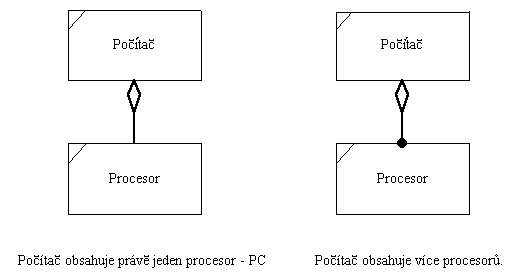 Počítač
Počítač
Procesor
Procesor
Počítač obsahuje právě jeden procesor - PC
Počítač obsahuje více procesorů.